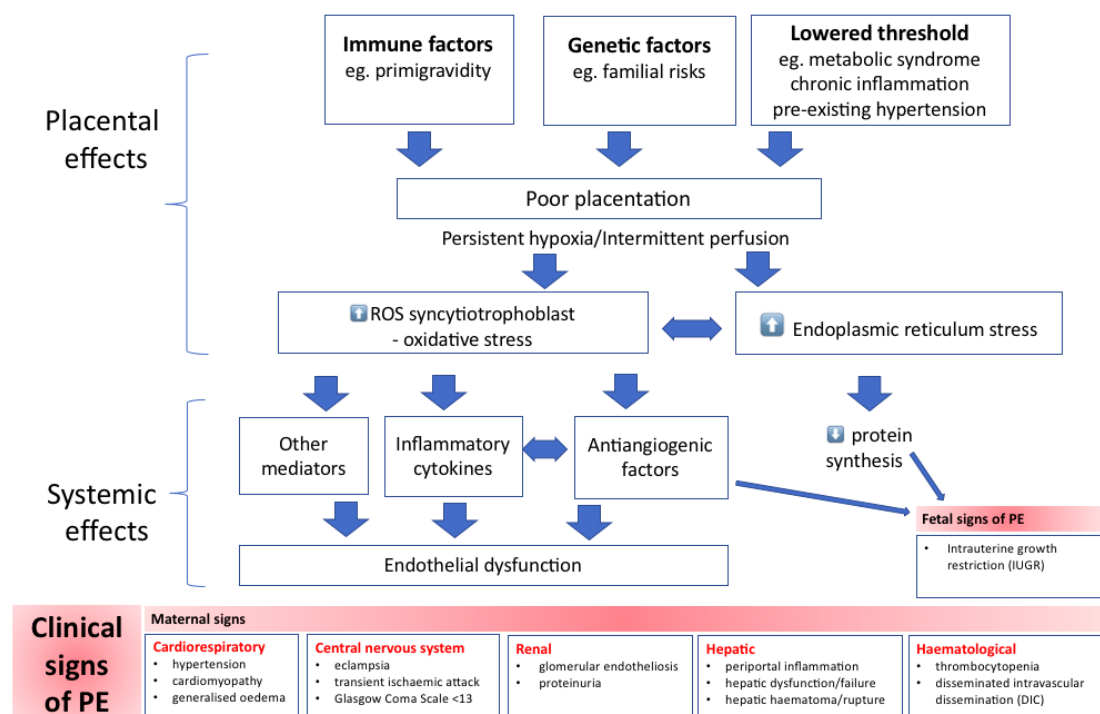 Placental
effects
Immune factors
eg. primigravidity
Genetic factors
eg. familial risks
Lowered threshold
eg. metabolic syndrome
chronic inflammation
pre-existing hypertension
Poor placentation
Persistent hypoxia/Intermittent perfusion
ROS syncytiotrophoblast
- oxidative stress
Endoplasmic reticulum stress
Systemic
effects
Other
mediators
Inflammatory
cytokines
Antiangiogenic
factors
protein
synthesis
Endothelial dysfunction
Fetal signs of PE
• Intrauterine growth
restriction (IUGR)
Clinical
signs
of PE
Maternal signs
Cardiorespiratory
• hypertension
• cardiomyopathy
• generalised oedema
Central nervous system
• eclampsia
• transient ischaemic attack
• Glasgow Coma Scale <13
Renal
• glomerular endotheliosis
• proteinuria
Hepatic
• periportal inflammation
• hepatic dysfunction/failure
• hepatic haematoma/rupture
Haematological
• thrombocytopenia
• disseminated intravascular
dissemination (DIC)